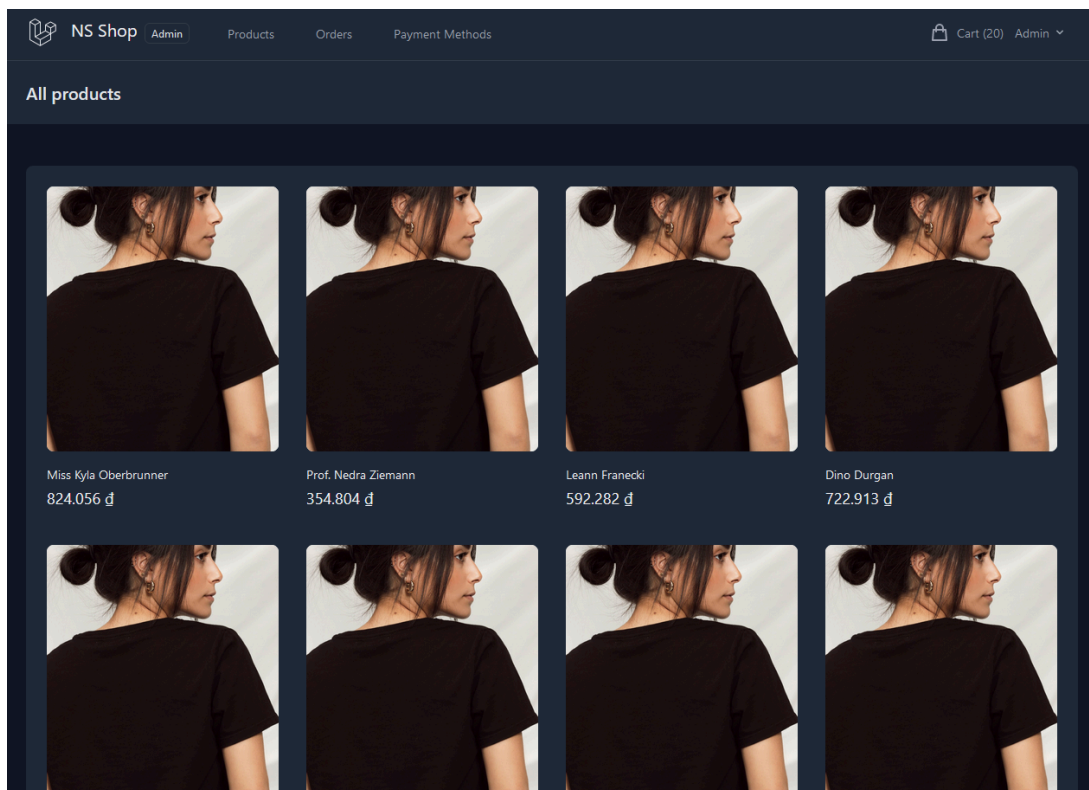 NS Shop Admin Products Orders Payment Methods Cart (20) Admin
All products
Miss Kyla Oberbrunner
824.056 ₫
Prof. Nedra Ziemann
354.804 ₫
Leann Franecki
592.282 ₫
Dino Durgan
722.913 ₫